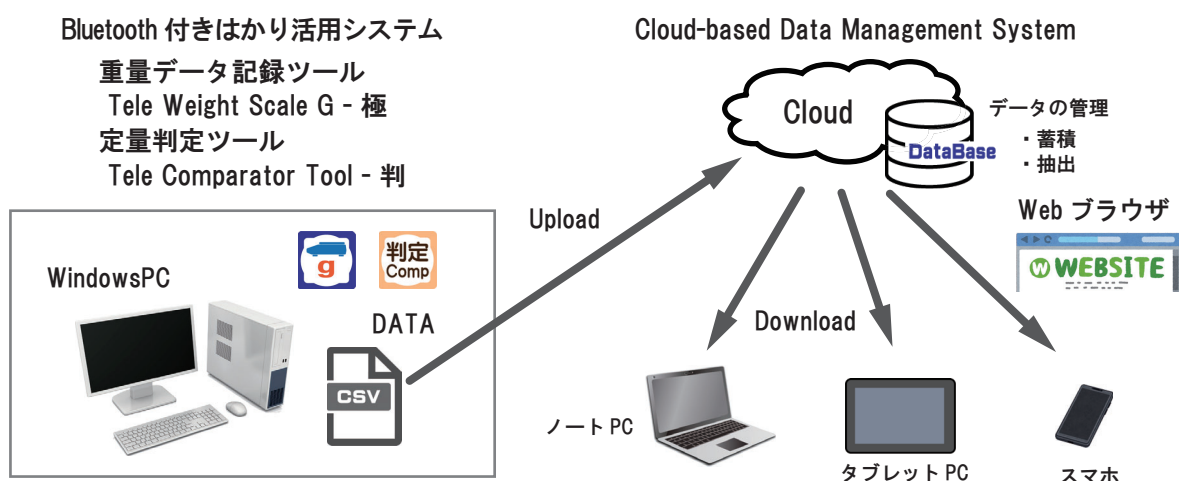 Bluetooth 付きはかり活用システム
重量データ記録ツール
Tele Weight Scale G - 極
定量判定ツール
Tele Comparator Tool - 判
Cloud-based Data Management System
Cloud
DataBase
データの管理
・蓄積
・抽出
Upload
Web ブラウザ
WEBSITE
WindowsPC
g
判定
Comp
DATA
CSV
Download
ノート PC
タブレット PC
スマホ